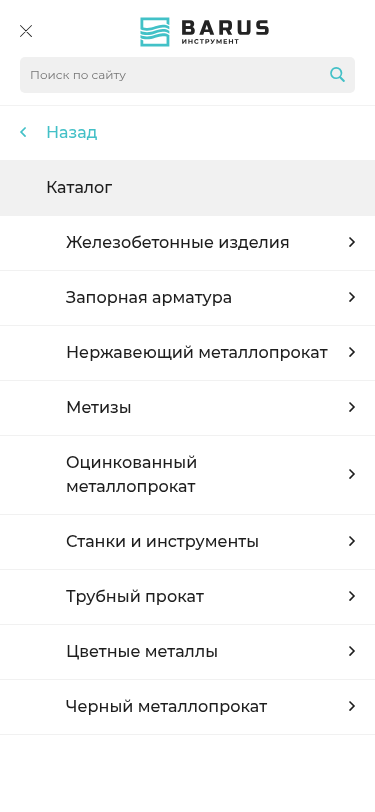 BARUS
ИНСТРУМЕНТ
Поиск по сайту
Назад
Каталог
Железобетонные изделия
Запорная арматура
Нержавеющий металлопрокат
Метизы
Оцинкованный
металлопрокат
Станки и инструменты
Трубный прокат
Цветные металлы
Черный металлопрокат